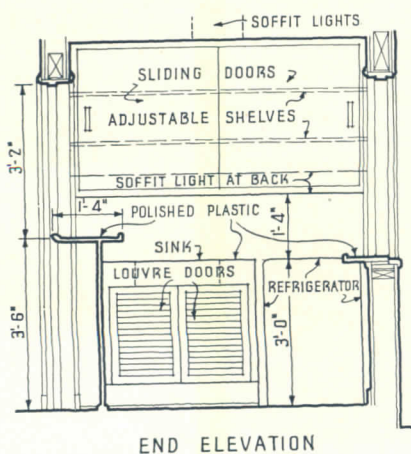 SOFFIT LIGHTS
SLIDING DOORS
ADJUSTABLE SHELVES
3'-2"
SOFFIT LIGHT AT BACK
1'-4"
POLISHED PLASTIC
1'-4"
SINK
LOUVRE DOORS
REFRIGERATOR
3'-6"
3'-0"
END ELEVATION